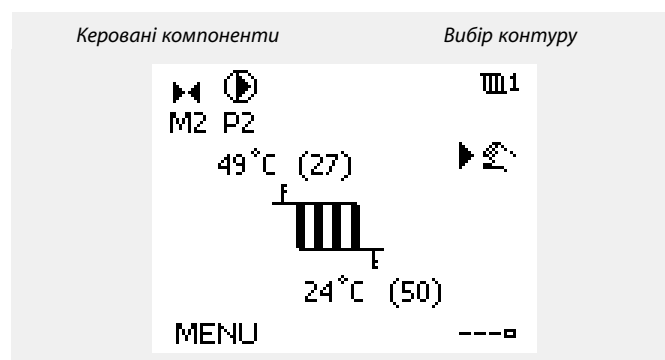 Керовані компоненти Вибір контуру
1
M2 P2
49°C (27)
24°C (50)
MENU